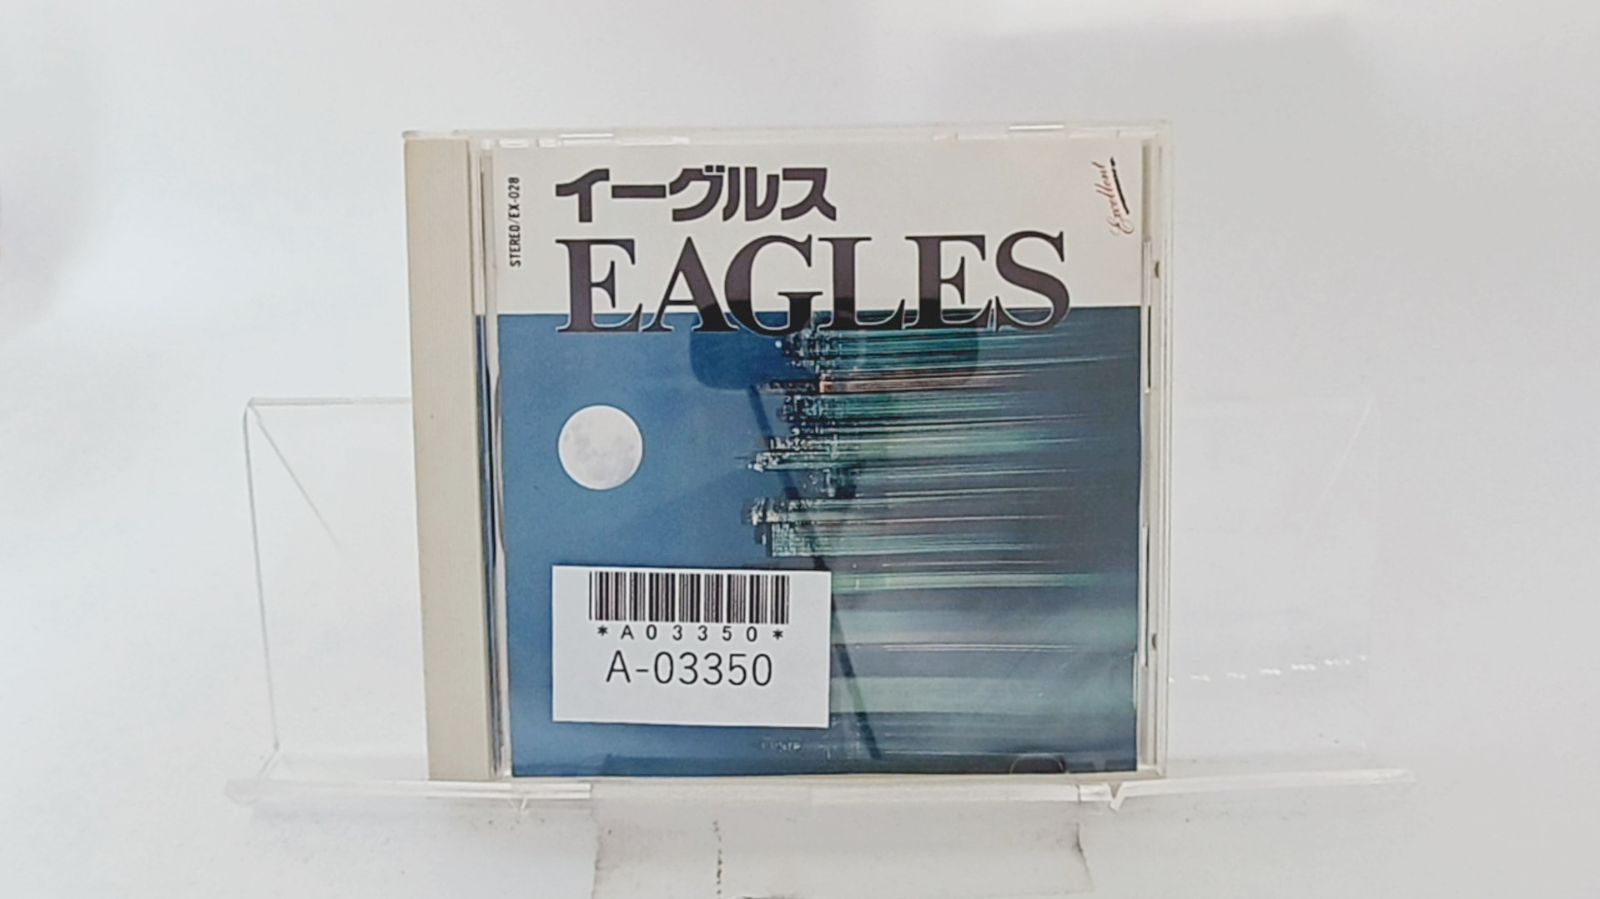 イーグルス
EAGLES
STEREO/EX-028
Excellent
*A03350*
A-03350